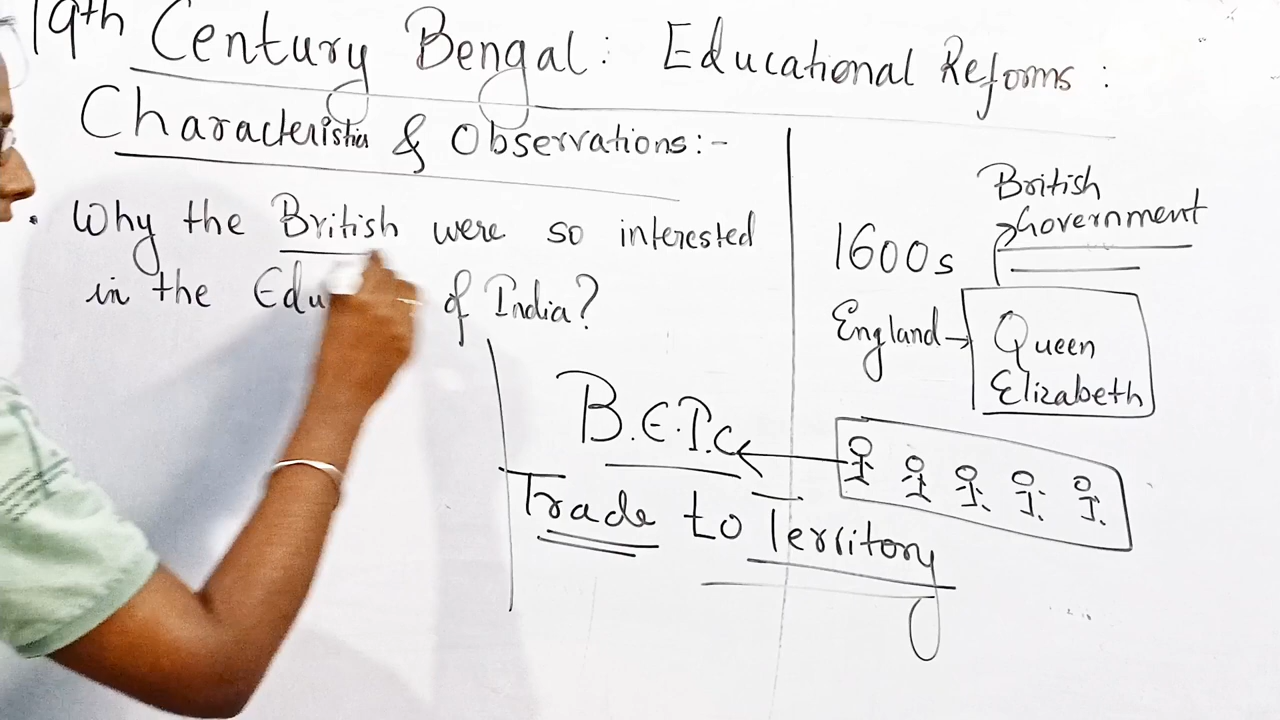 19th Century Bengal: Educational Reforms:
Characteristics & Observations:-
• Why the British were so interested
in the Edu of India?
B.E.I.C
Trade to Territory
British
Government
1600s
England→
Queen
Elizabeth